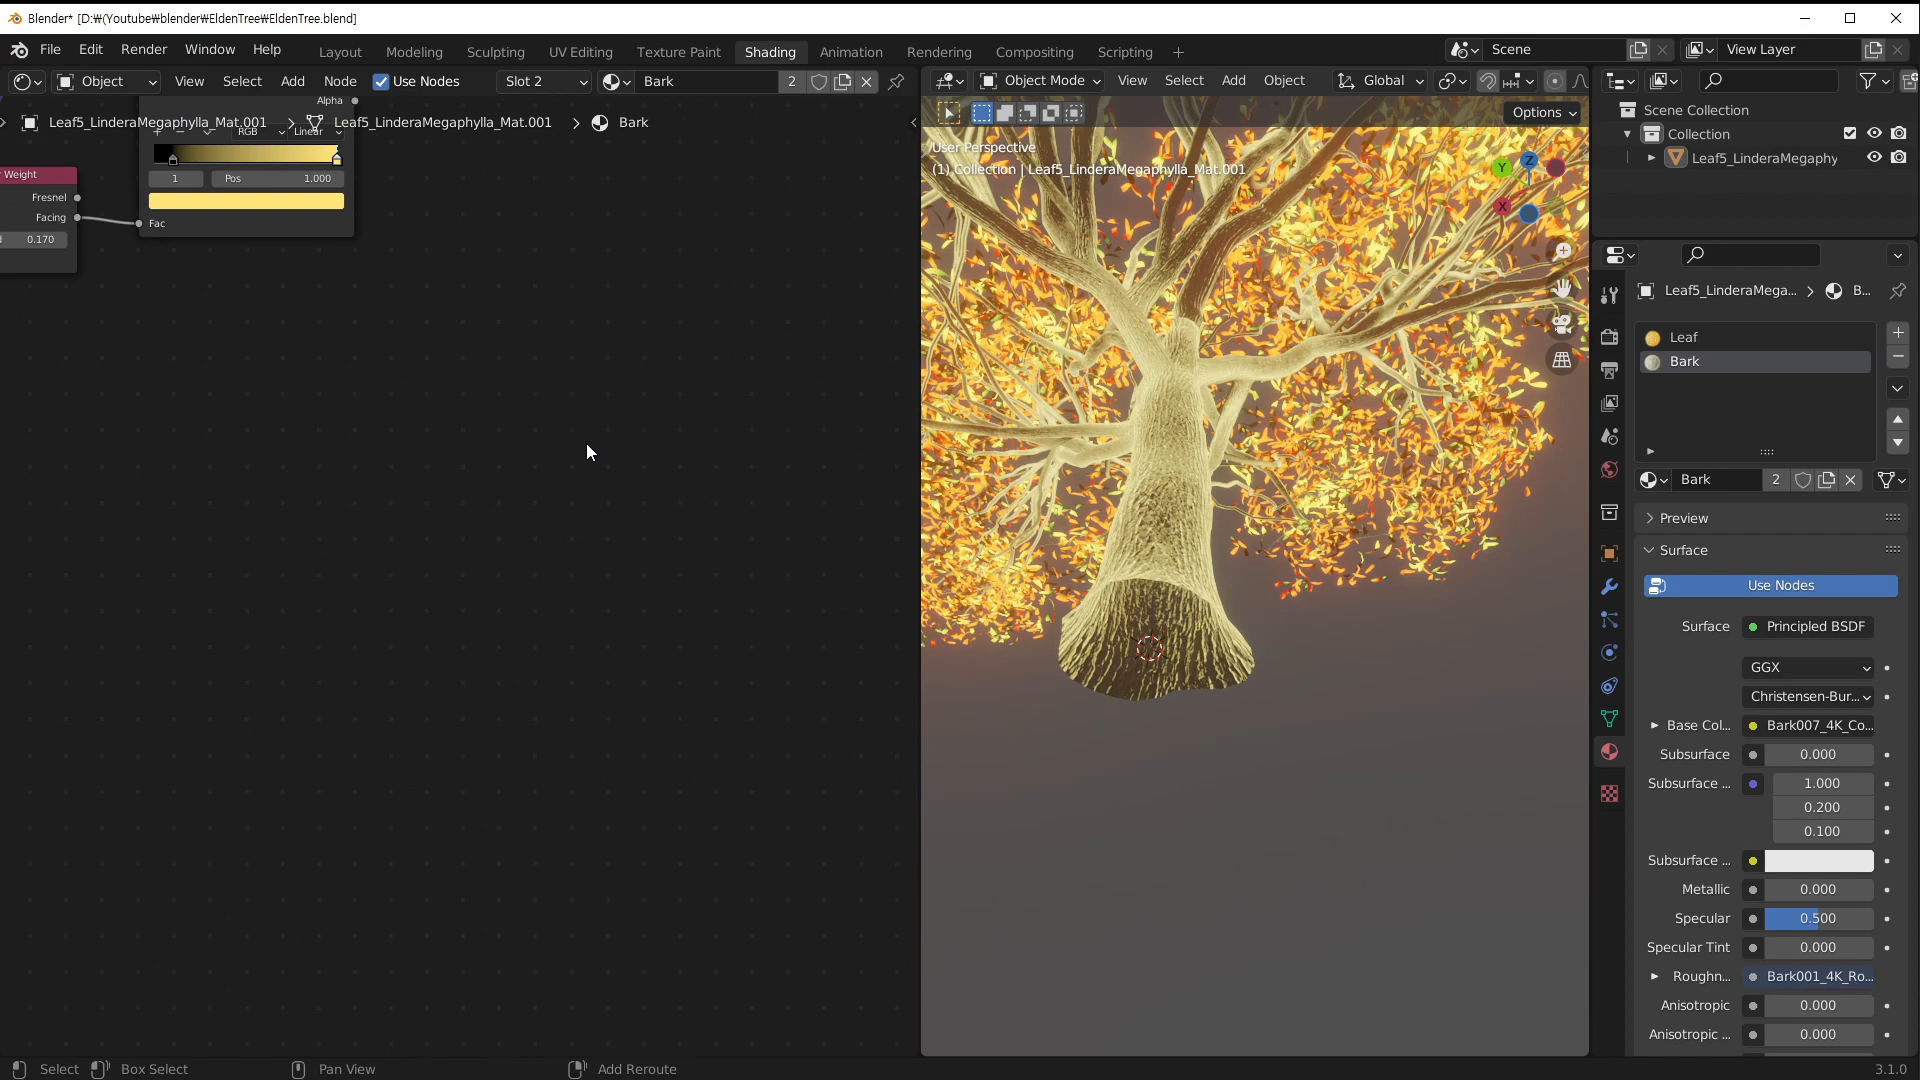 Blender* [D:₩(Youtube₩blender₩EldenTree₩EldenTree.blend]
File Edit Render Window Help Layout Modeling Sculpting UV Editing Texture Paint Shading Animation Rendering Compositing Scripting + Scene View Layer
Object View Select Add Node Use Nodes Slot 2 Bark 2 Object Mode View Select Add Object Global
Alpha
Leaf5_LinderaMegaphylla_Mat.001 > Leaf5_LinderaMegaphylla_Mat.001 > Bark
RGB Linear
1 Pos 1.000
Fac
Weight
Fresnel
Facing
0.170
Options
User Perspective
(1) Collection | Leaf5_LinderaMegaphylla_Mat.001
Z
Y
X
Scene Collection
Collection
Leaf5_LinderaMegaphy
Leaf5_LinderaMega... > B...
Leaf
Bark
Bark 2
Preview
Surface
Use Nodes
Surface Principled BSDF
GGX
Christensen-Bur...
Base Col... Bark007_4K_Co...
Subsurface 0.000
Subsurface ... 1.000
0.200
0.100
Subsurface ...
Metallic 0.000
Specular 0.500
Specular Tint 0.000
Roughn... Bark001_4K_Ro...
Anisotropic 0.000
Anisotropic ... 0.000
Select Box Select Pan View Add Reroute 3.1.0